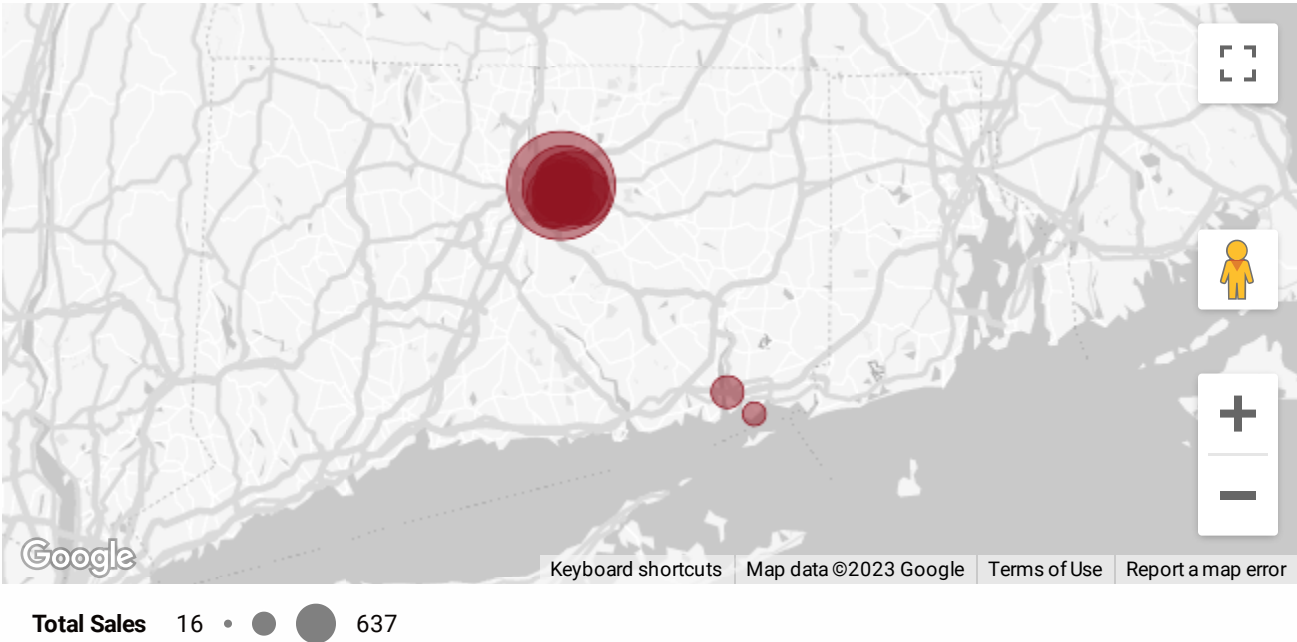 Google
Keyboard shortcuts Map data ©2023 Google Terms of Use Report a map error
Total Sales 16 637